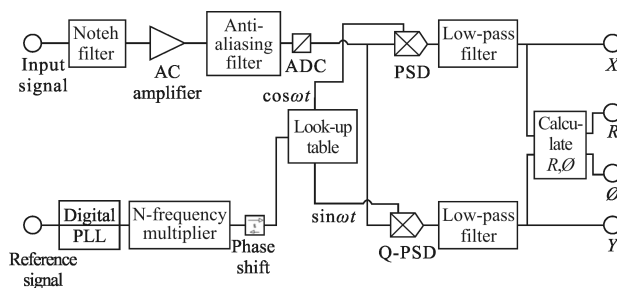 Noteh
filter
Anti-
aliasing
filter
Low-pass
filter
Input
signal
AC
amplifier
ADC
PSD
X
cosωt
Look-up
table
Calcu-
late
R,Ø
R
Ø
sinωt
Digital
PLL
N-frequency
multiplier
Phase
shift
Low-pass
filter
Q-PSD
Reference
signal
Y